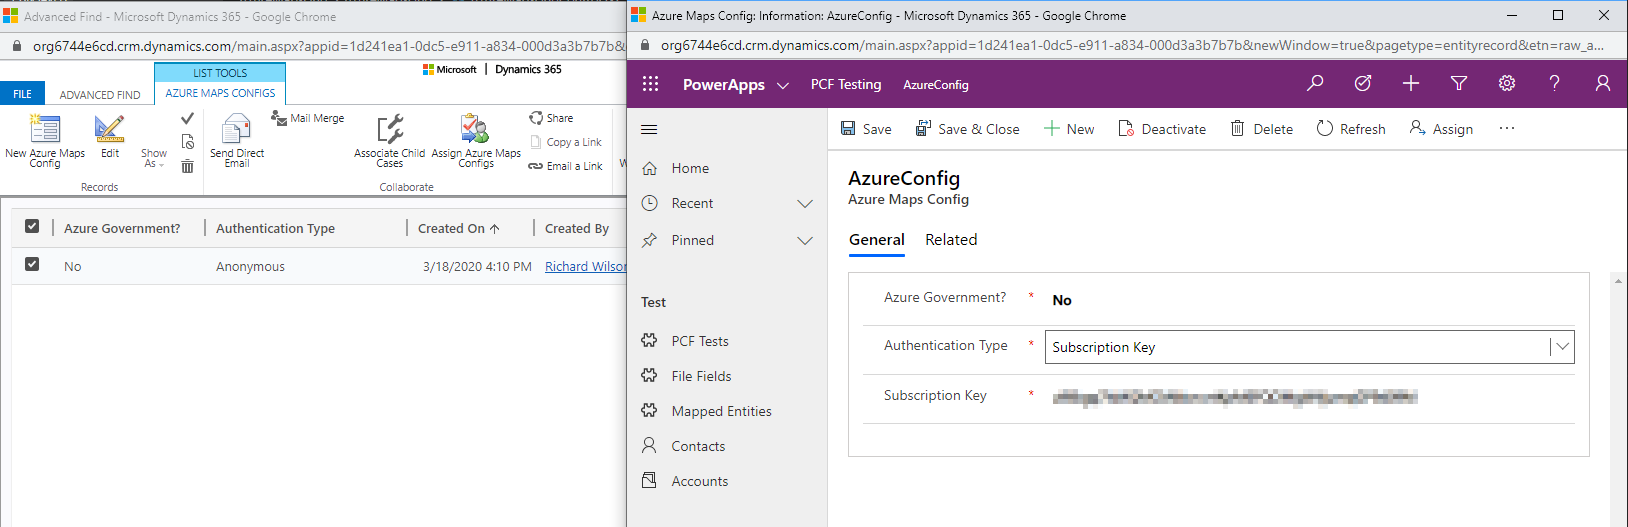 Advanced Find - Microsoft Dynamics 365 - Google Chrome
org6744e6cd.crm.dynamics.com/main.aspx?appid=1d241ea1-0dc5-e911-a834-000d3a3b7b7b&
LIST TOOLS
Microsoft | Dynamics 365
FILE ADVANCED FIND AZURE MAPS CONFIGS
New Azure Maps Config
Edit
Show As
Send Direct Email
Mail Merge
Associate Child Cases
Assign Azure Maps Configs
Share
Copy a Link
Email a Link
Records
Collaborate
Azure Government? Authentication Type Created On Created By
No Anonymous 3/18/2020 4:10 PM Richard Wilson
Azure Maps Config: Information: AzureConfig - Microsoft Dynamics 365 - Google Chrome
org6744e6cd.crm.dynamics.com/main.aspx?appid=1d241ea1-0dc5-e911-a834-000d3a3b7b7b&newWindow=true&pagetype=entityrecord&etn=raw_a...
PowerApps PCF Testing AzureConfig
Save Save & Close New Deactivate Delete Refresh Assign ...
Home
Recent
Pinned
Test
PCF Tests
File Fields
Mapped Entities
Contacts
Accounts
AzureConfig
Azure Maps Config
General Related
Azure Government? * No
Authentication Type * Subscription Key
Subscription Key *